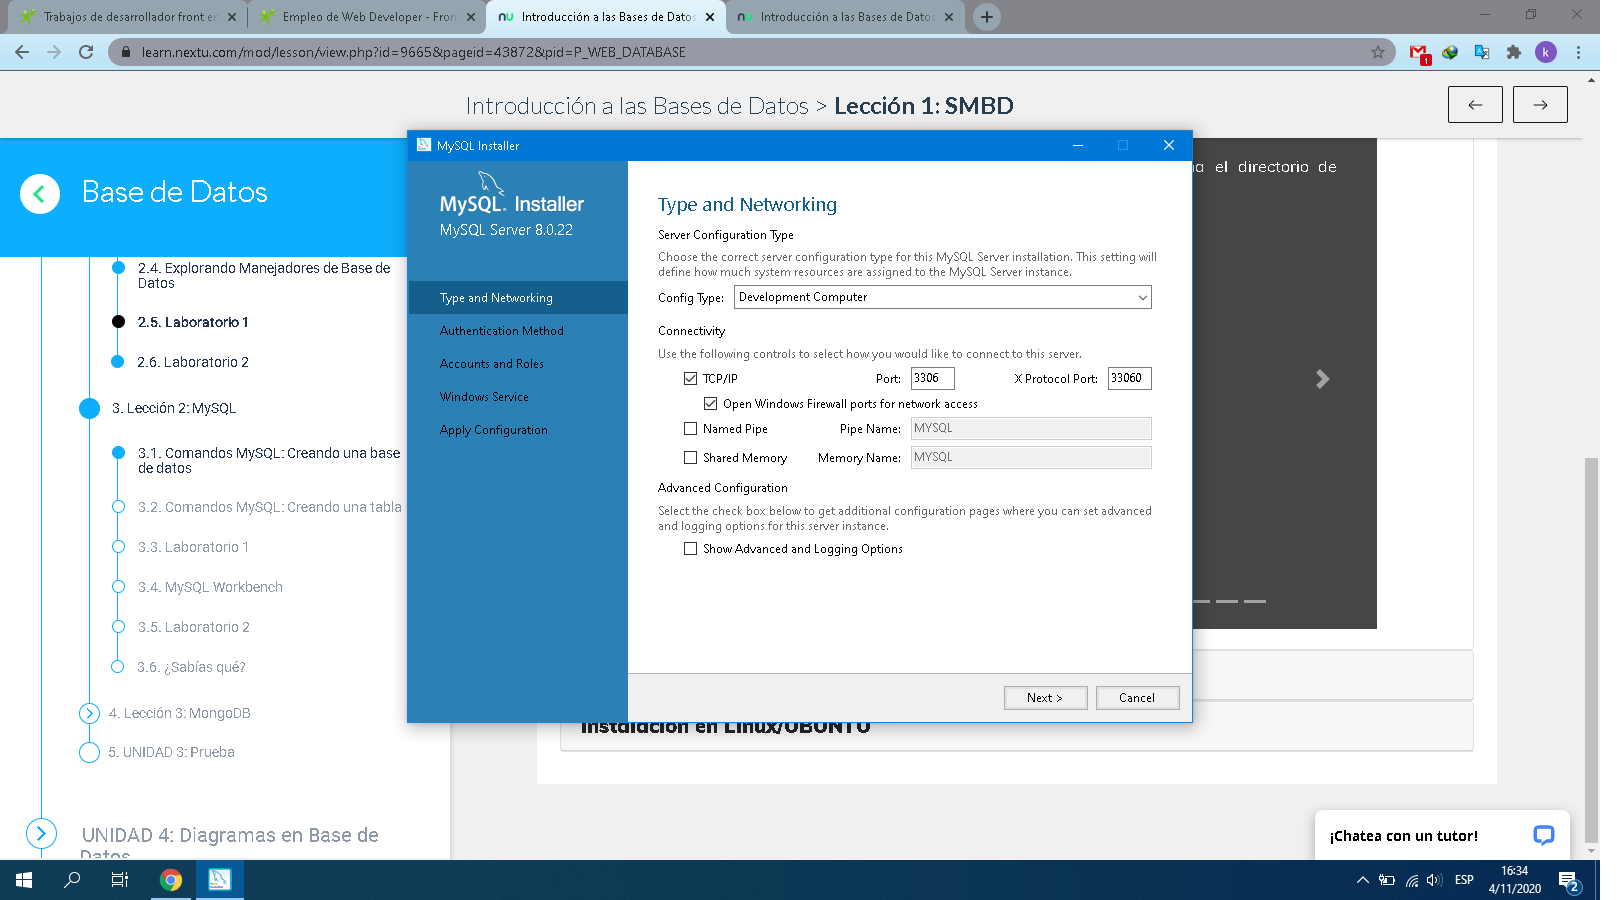 Trabajos de desarrollador front en
Empleo de Web Developer - Fron
Introducción a las Bases de Datos
Introducción a las Bases de Datos
learn.nextu.com/mod/lesson/view.php?id=9665&pageid=43872&pid=P_WEB_DATABASE
1
k
Introducción a las Bases de Datos > Lección 1: SMBD
Base de Datos
2.4. Explorando Manejadores de Base de
Datos
2.5. Laboratorio 1
2.6. Laboratorio 2
3. Lección 2: MySQL
3.1. Comandos MySQL: Creando una base
de datos
3.2. Comandos MySQL: Creando una tabla
3.3. Laboratorio 1
3.4. MySQL Workbench
3.5. Laboratorio 2
3.6. ¿Sabías qué?
4. Lección 3: MongoDB
5. UNIDAD 3: Prueba
UNIDAD 4: Diagramas en Base de
Datos
MySQL Installer
MySQL. Installer
MySQL Server 8.0.22
Type and Networking
Authentication Method
Accounts and Roles
Windows Service
Apply Configuration
Type and Networking
Server Configuration Type
Choose the correct server configuration type for this MySQL Server installation. This setting will
define how much system resources are assigned to the MySQL Server instance.
Config Type: Development Computer
Connectivity
Use the following controls to select how you would like to connect to this server.
TCP/IP Port: 3306 X Protocol Port: 33060
Open Windows Firewall ports for network access
Named Pipe Pipe Name: MYSQL
Shared Memory Memory Name: MYSQL
Advanced Configuration
Select the check box below to get additional configuration pages where you can set advanced
and logging options for this server instance.
Show Advanced and Logging Options
Next > Cancel
el directorio de
Instalación en Linux/UBUNTU
¡Chatea con un tutor!
ESP
16:34
4/11/2020
2